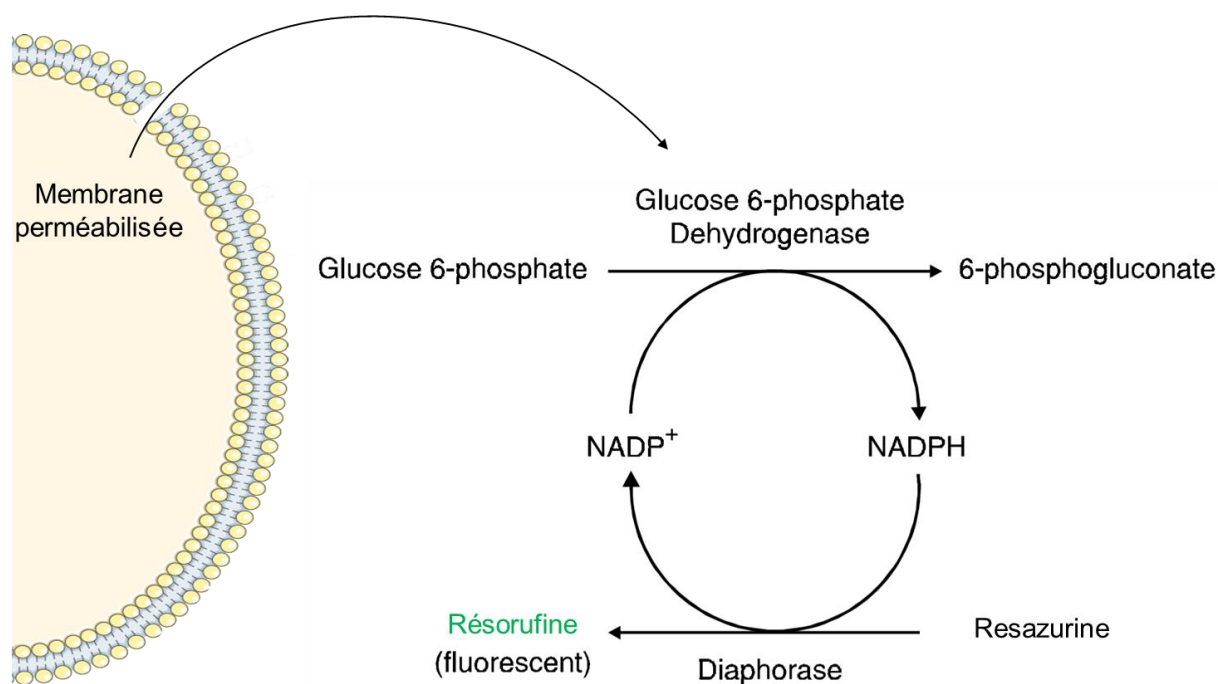 Membrane
perméabilisée
Glucose 6-phosphate
Dehydrogenase
Glucose 6-phosphate
6-phosphogluconate
NADP+
NADPH
Résorufine
(fluorescent)
Diaphorase
Resazurine